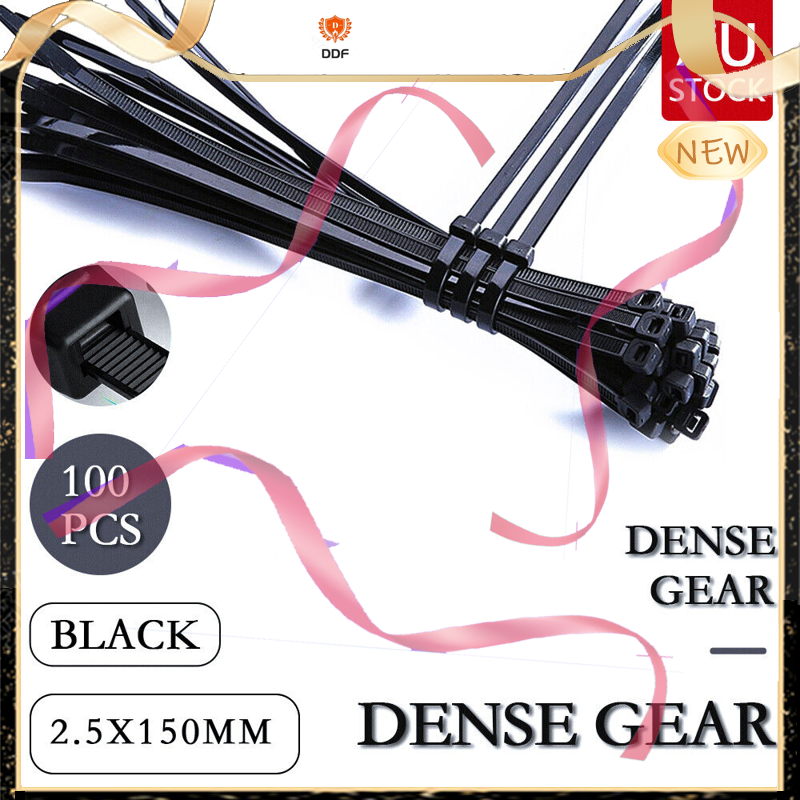 DDF
STOCK
NEW
100
PCS
DENSE
GEAR
BLACK
2.5X150MM
DENSE GEAR